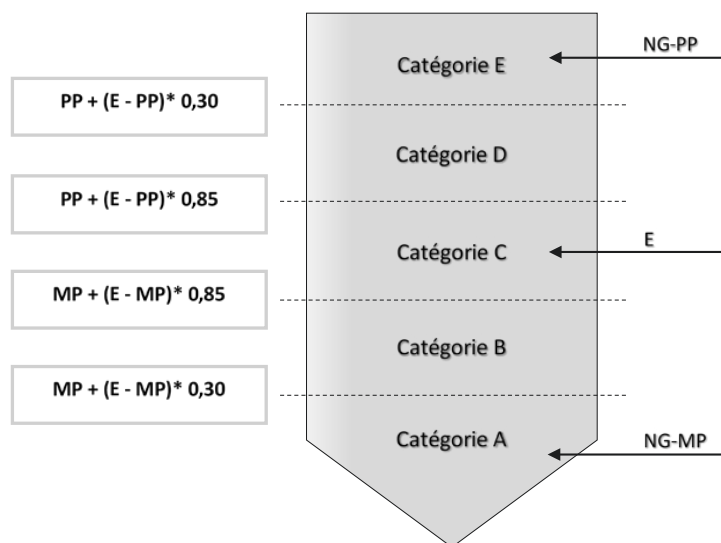 NG-PP
Catégorie E
PP + (E - PP)* 0,30
Catégorie D
PP + (E - PP)* 0,85
E
Catégorie C
MP + (E - MP)* 0,85
Catégorie B
MP + (E - MP)* 0,30
Catégorie A
NG-MP